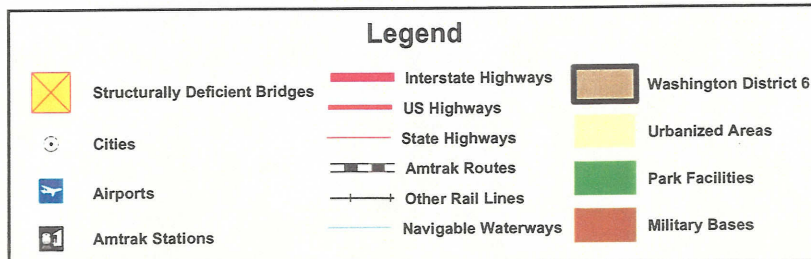 Legend
Structurally Deficient Bridges
Cities
Airports
Amtrak Stations
Interstate Highways
US Highways
State Highways
Amtrak Routes
Other Rail Lines
Navigable Waterways
Washington District 6
Urbanized Areas
Park Facilities
Military Bases